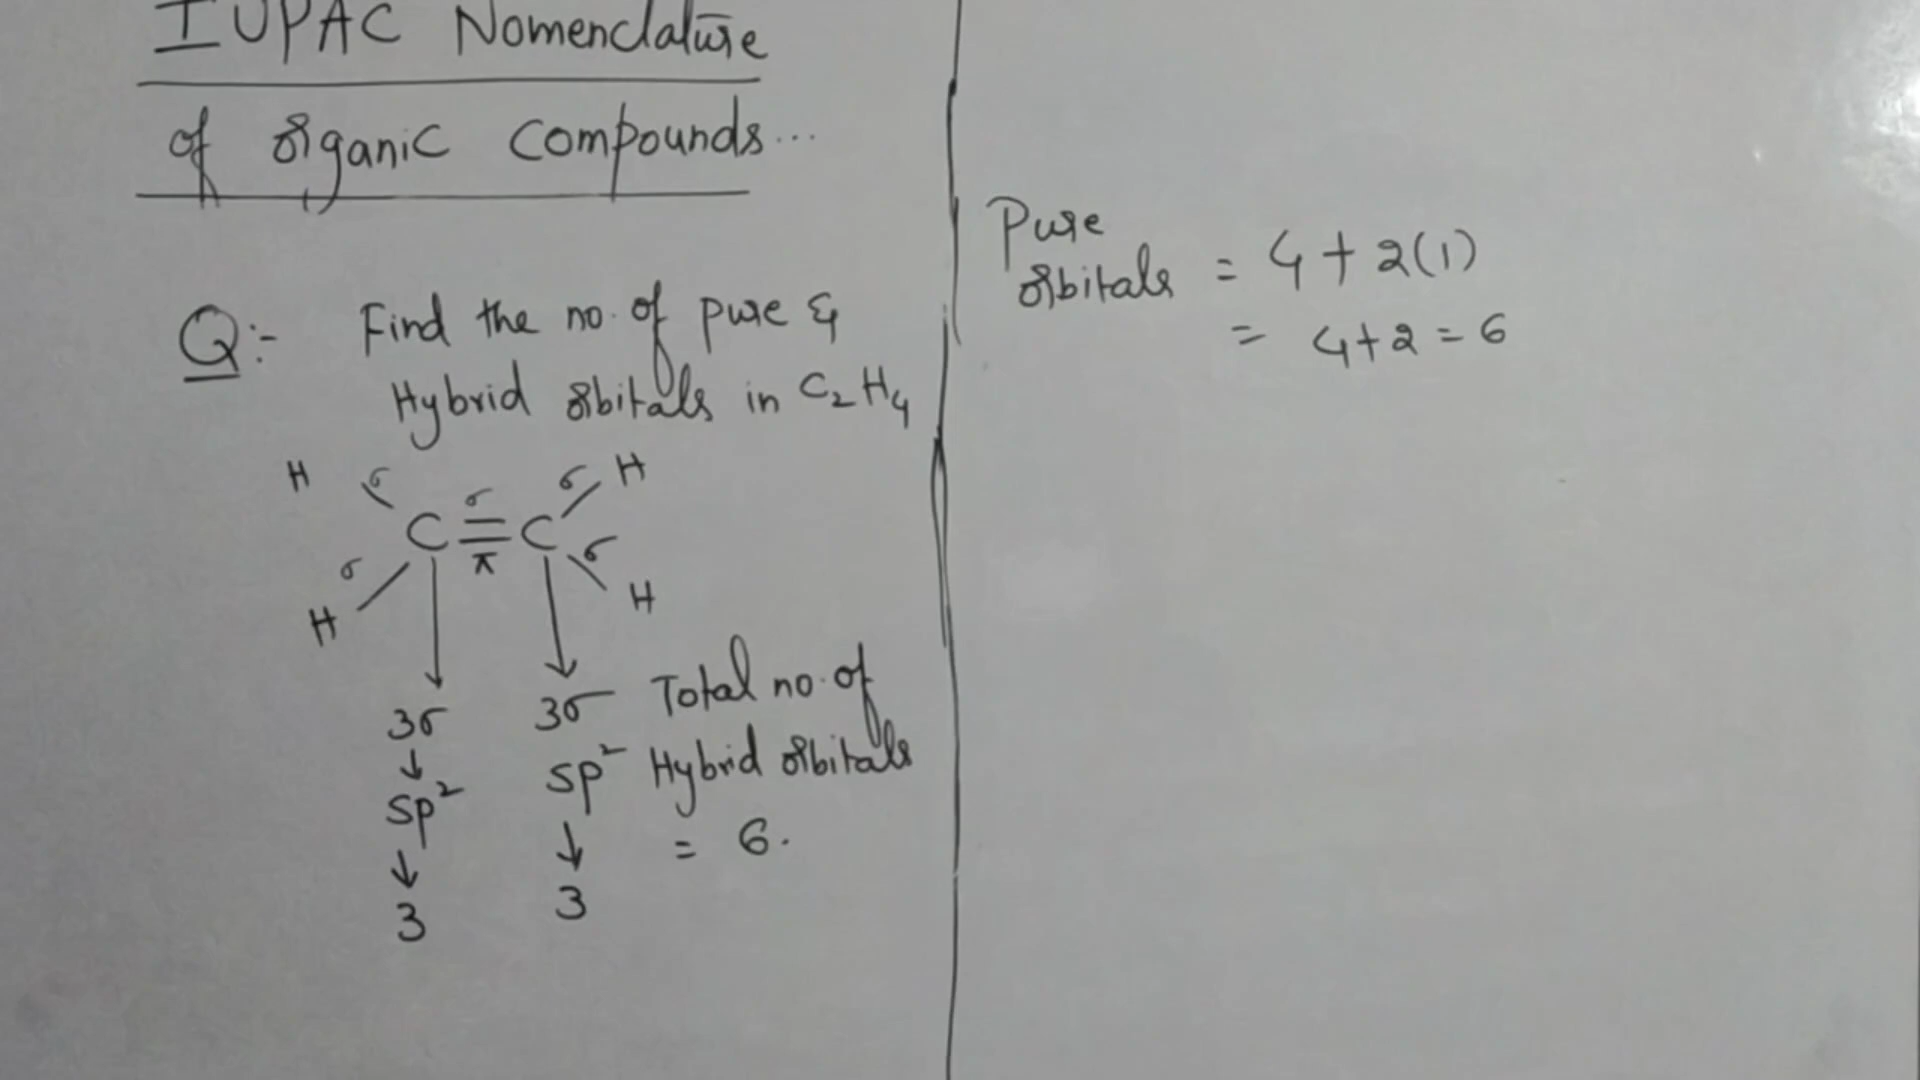 IUPAC Nomenclature
of organic compounds...
Q:- Find the no. of pure &
Hybrid orbitals in C₂H₄
H σ σ σ H
C = C
σ π σ
H H
3σ 3σ
↓
sp² sp²
↓ ↓
3 3
Total no. of
Hybrid orbitals
= 6.
Pure
orbitals = 4 + 2(1)
= 4+2 = 6